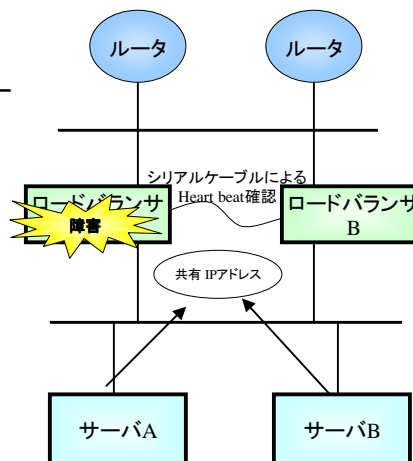 ルータ
ルータ
シリアルケーブルによる
Heart beat確認
ロードバランサ
障害
ロードバランサ
B
共有 IPアドレス
サーバA
サーバB